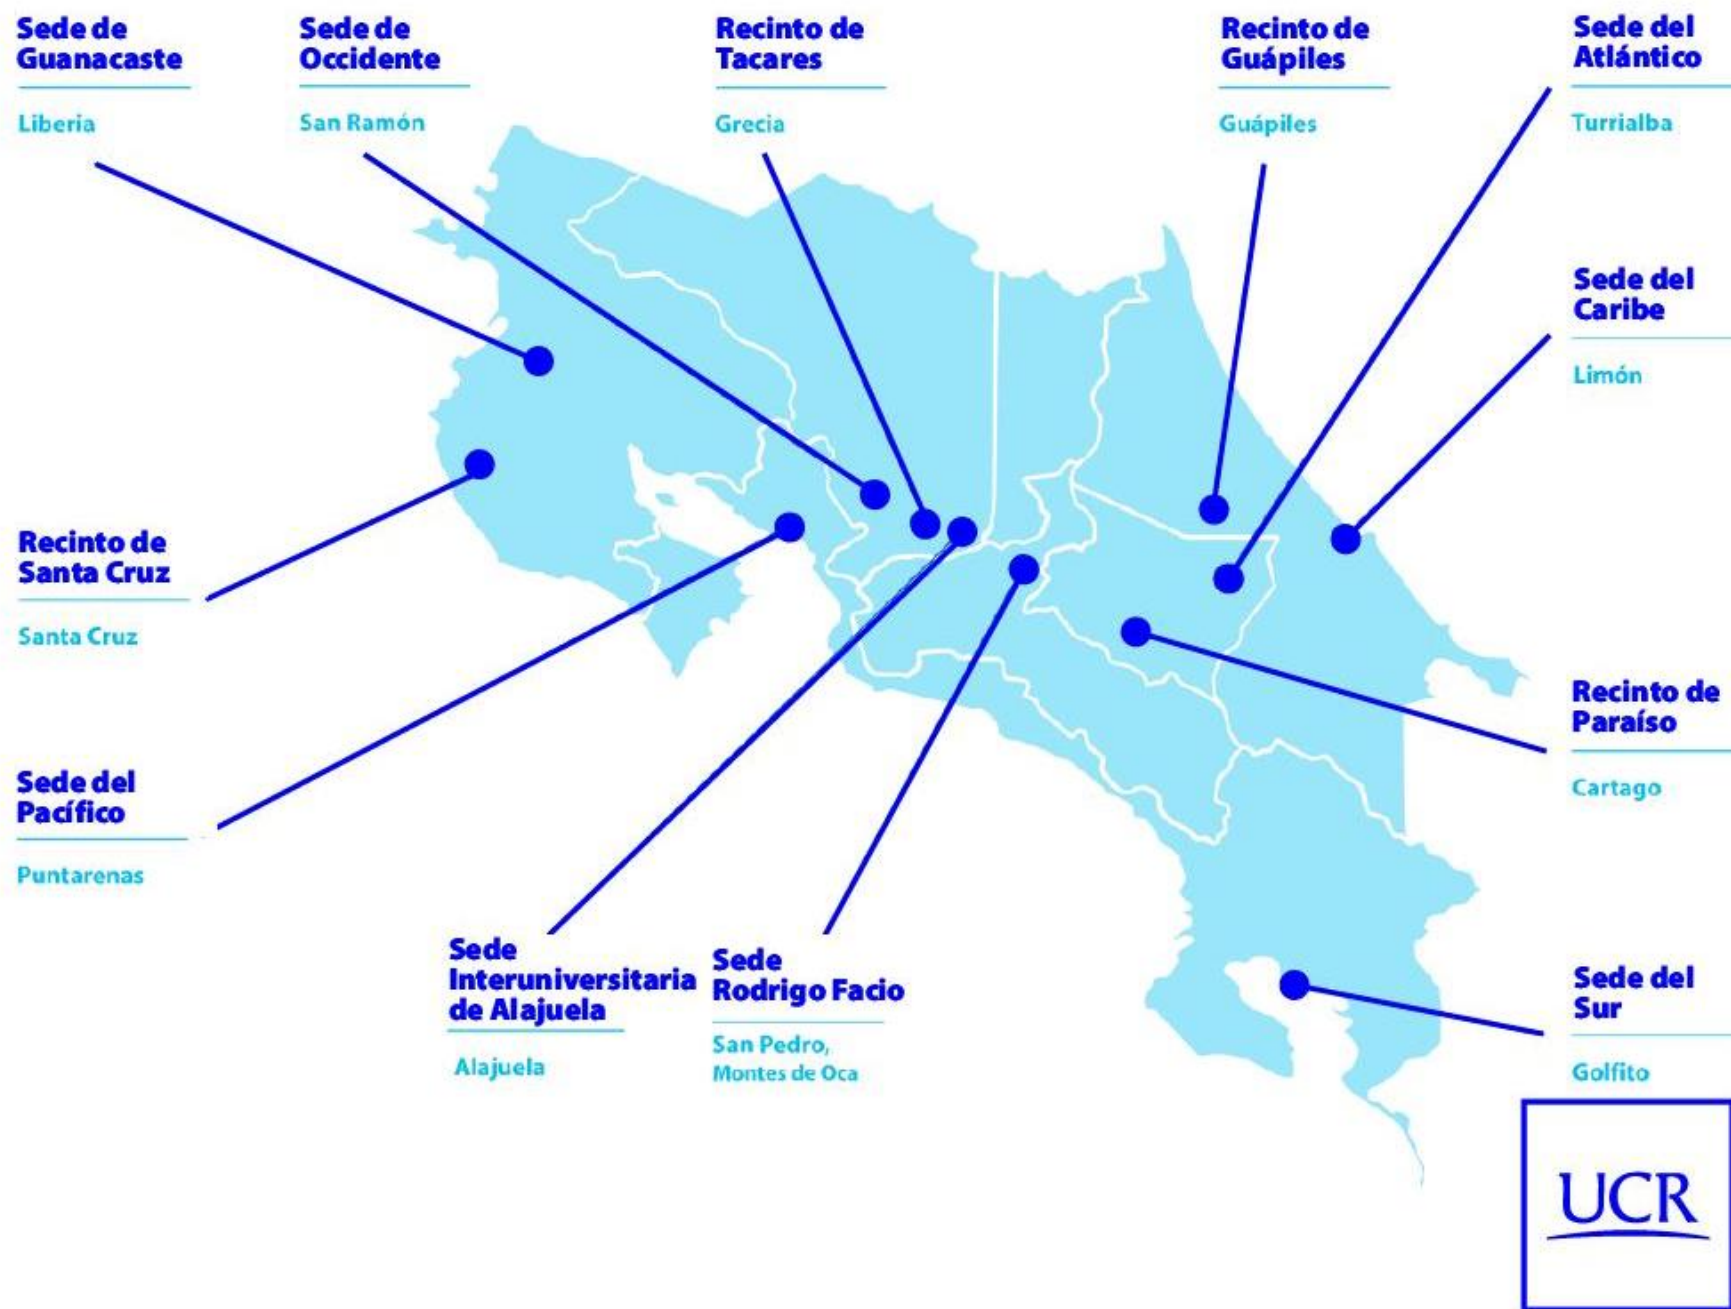 Sede de
Guanacaste
Liberia
Sede de
Occidente
San Ramón
Recinto de
Tacares
Grecia
Recinto de
Guápiles
Guápiles
Sede del
Atlántico
Turrialba
Sede del
Caribe
Limón
Recinto de
Santa Cruz
Santa Cruz
Recinto de
Paraíso
Cartago
Sede del
Pacífico
Puntarenas
Sede
Interuniversitaria
de Alajuela
Alajuela
Sede
Rodrigo Facio
San Pedro,
Montes de Oca
Sede del
Sur
Golfito
UCR